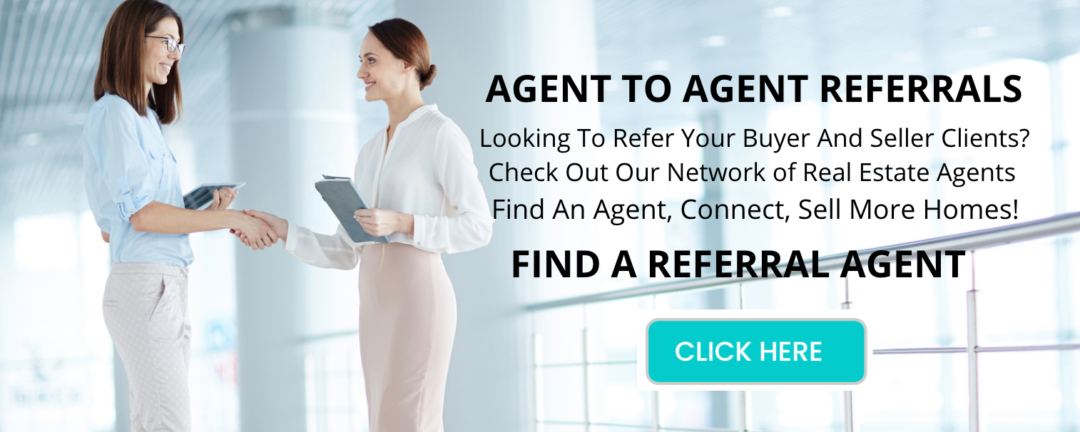 AGENT TO AGENT REFERRALS
Looking To Refer Your Buyer And Seller Clients?
Check Out Our Network of Real Estate Agents
Find An Agent, Connect, Sell More Homes!
FIND A REFERRAL AGENT
CLICK HERE